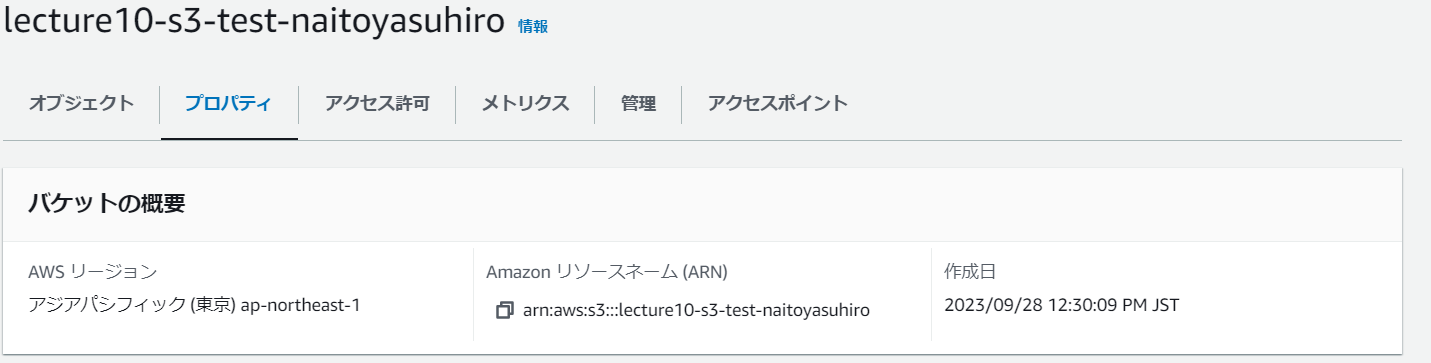 lecture10-s3-test-naitoyasuhiro 情報
オブジェクト プロパティ アクセス許可 メトリクス 管理 アクセスポイント
バケットの概要
AWS リージョン
アジアパシフィック (東京) ap-northeast-1
Amazon リソースネーム (ARN)
arn:aws:s3:::lecture10-s3-test-naitoyasuhiro
作成日
2023/09/28 12:30:09 PM JST